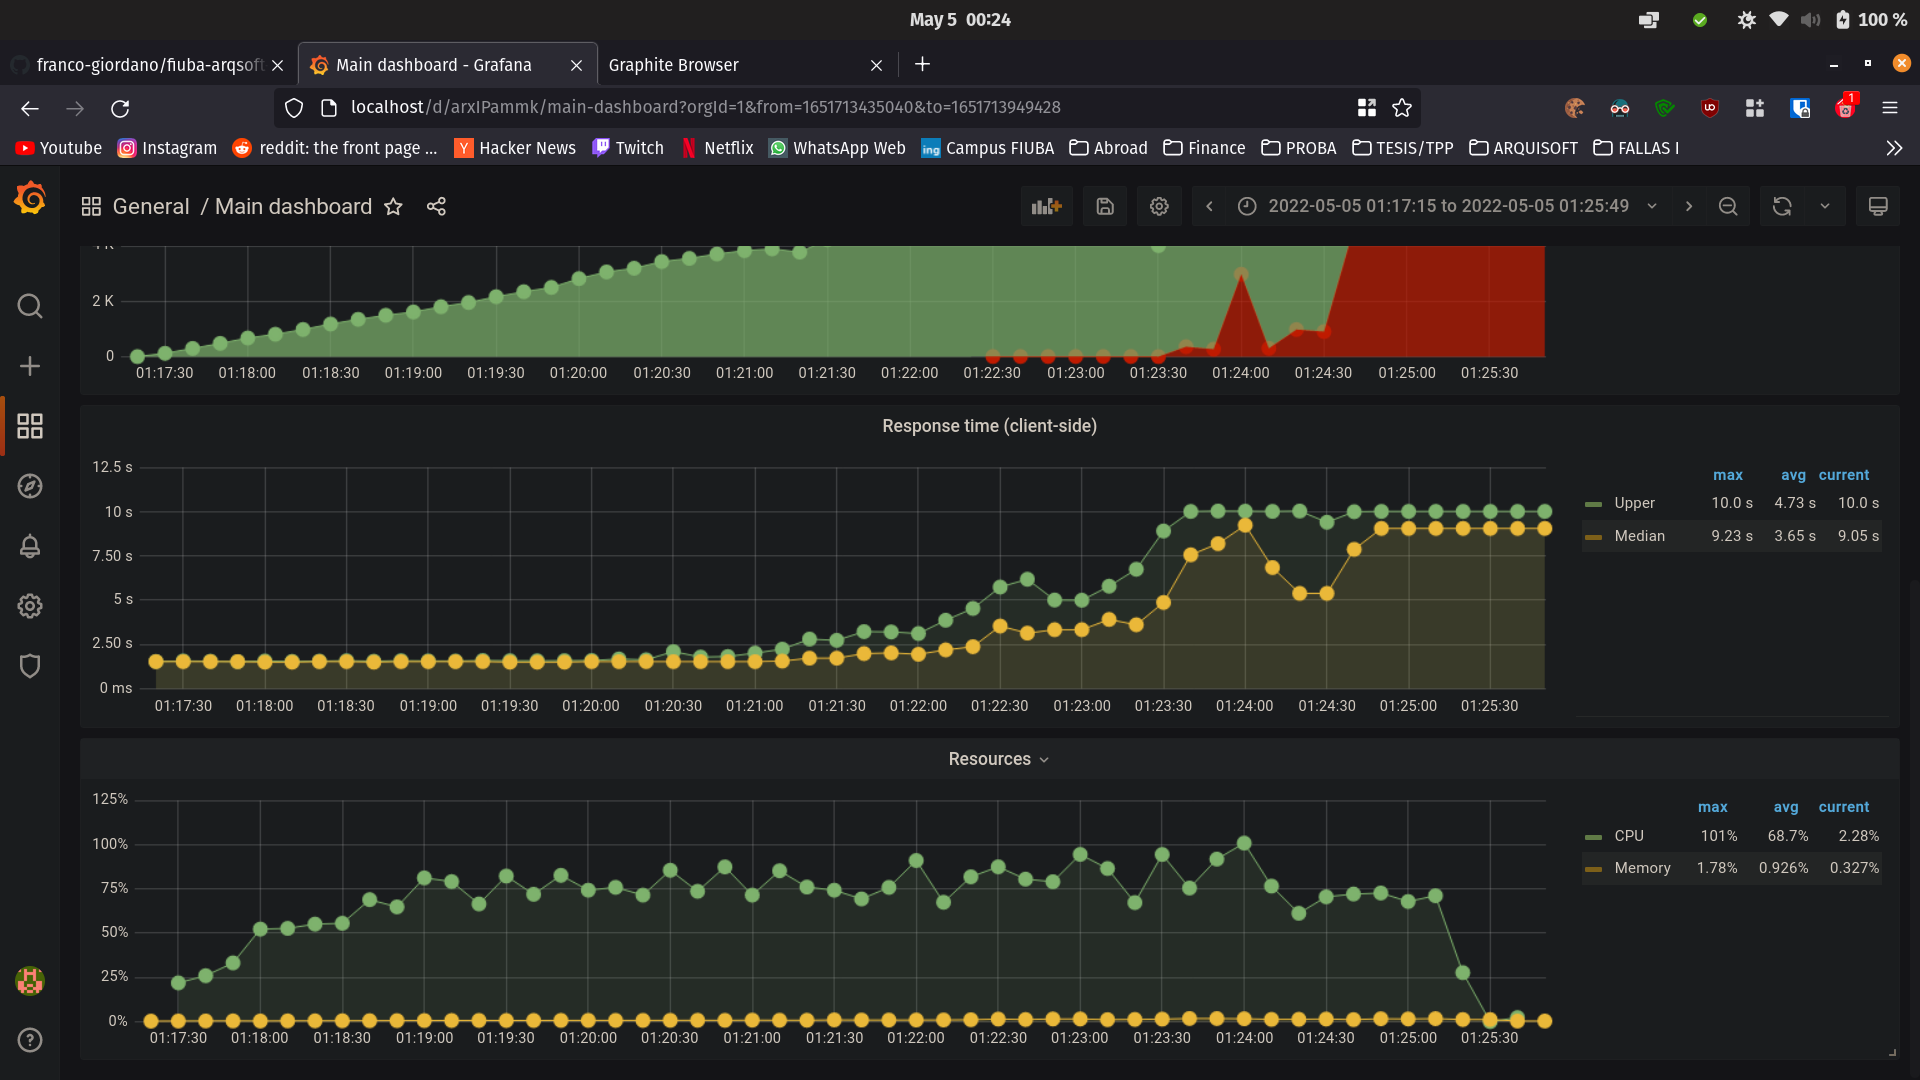 May 5 00:24
100 %
franco-giordano/fiuba-arqsoft
Main dashboard - Grafana
Graphite Browser
localhost/d/arxIPammk/main-dashboard?orgId=1&from=1651713435040&to=1651713949428
1
YouTube Instagram reddit: the front page ... Hacker News Twitch Netflix WhatsApp Web Campus FIUBA Abroad Finance PROBA TESIS/TPP ARQUISOFT FALLAS I
General / Main dashboard
2022-05-05 01:17:15 to 2022-05-05 01:25:49
2 K
0
01:17:30 01:18:00 01:18:30 01:19:00 01:19:30 01:20:00 01:20:30 01:21:00 01:21:30 01:22:00 01:22:30 01:23:00 01:23:30 01:24:00 01:24:30 01:25:00 01:25:30
Response time (client-side)
12.5 s
10 s
7.50 s
5 s
2.50 s
0 ms
01:17:30 01:18:00 01:18:30 01:19:00 01:19:30 01:20:00 01:20:30 01:21:00 01:21:30 01:22:00 01:22:30 01:23:00 01:23:30 01:24:00 01:24:30 01:25:00 01:25:30
max avg current
Upper 10.0 s 4.73 s 10.0 s
Median 9.23 s 3.65 s 9.05 s
Resources
125%
100%
75%
50%
25%
0%
01:17:30 01:18:00 01:18:30 01:19:00 01:19:30 01:20:00 01:20:30 01:21:00 01:21:30 01:22:00 01:22:30 01:23:00 01:23:30 01:24:00 01:24:30 01:25:00 01:25:30
max avg current
CPU 101% 68.7% 2.28%
Memory 1.78% 0.926% 0.327%